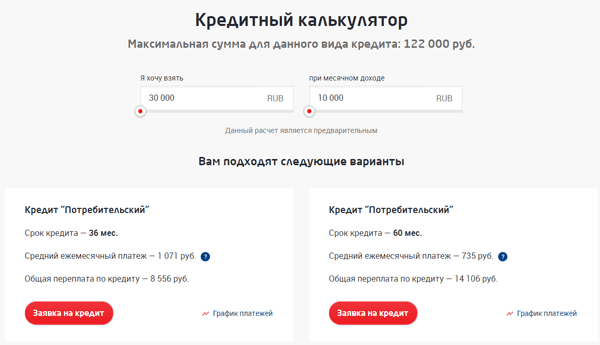 Кредитный калькулятор
Максимальная сумма для данного вида кредита: 122 000 руб.
Я хочу взять
при месячном доходе
30 000 RUB
10 000 RUB
Данный расчет является предварительным
Вам подходят следующие варианты
Кредит "Потребительский"
Срок кредита — 36 мес.
Средний ежемесячный платеж — 1 071 руб. ?
Общая переплата по кредиту — 8 556 руб.
Заявка на кредит
График платежей
Кредит "Потребительский"
Срок кредита — 60 мес.
Средний ежемесячный платеж — 735 руб. ?
Общая переплата по кредиту — 14 106 руб.
Заявка на кредит
График платежей